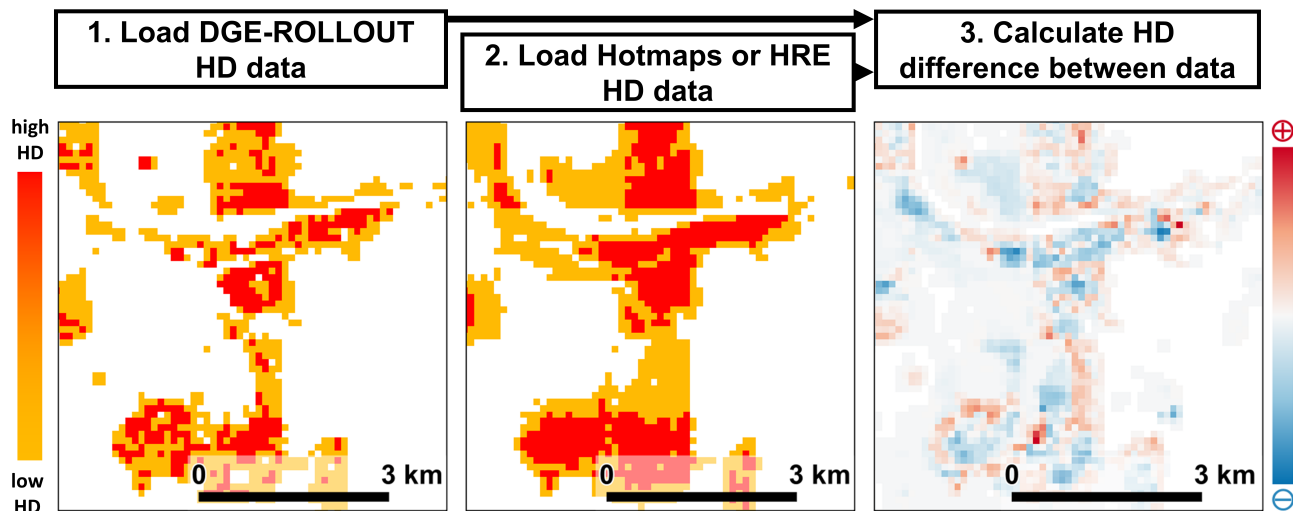 1. Load DGE-ROLLOUT
HD data
2. Load Hotmaps or HRE
HD data
3. Calculate HD
difference between data
high
HD
low
HD
0 3 km
0 3 km
0 3 km
⊕
⊖